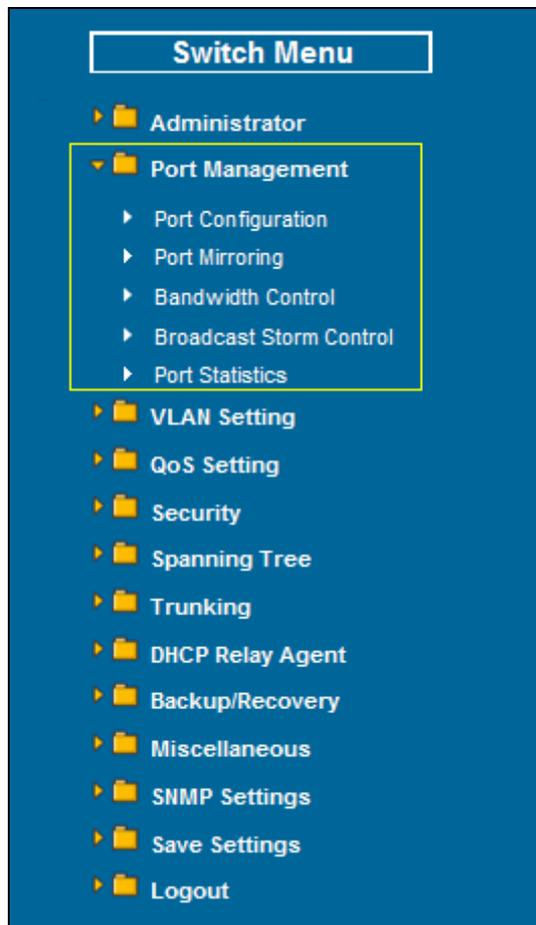 Switch Menu
Administrator
Port Management
Port Configuration
Port Mirroring
Bandwidth Control
Broadcast Storm Control
Port Statistics
VLAN Setting
QoS Setting
Security
Spanning Tree
Trunking
DHCP Relay Agent
Backup/Recovery
Miscellaneous
SNMP Settings
Save Settings
Logout